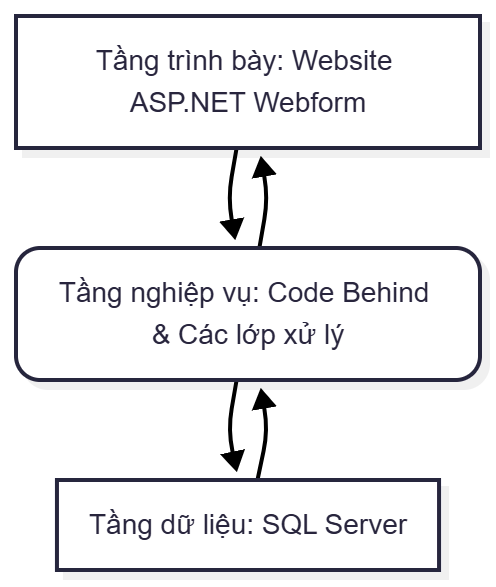 Tầng trình bày: Website
ASP.NET Webform
Tầng nghiệp vụ: Code Behind
& Các lớp xử lý
Tầng dữ liệu: SQL Server